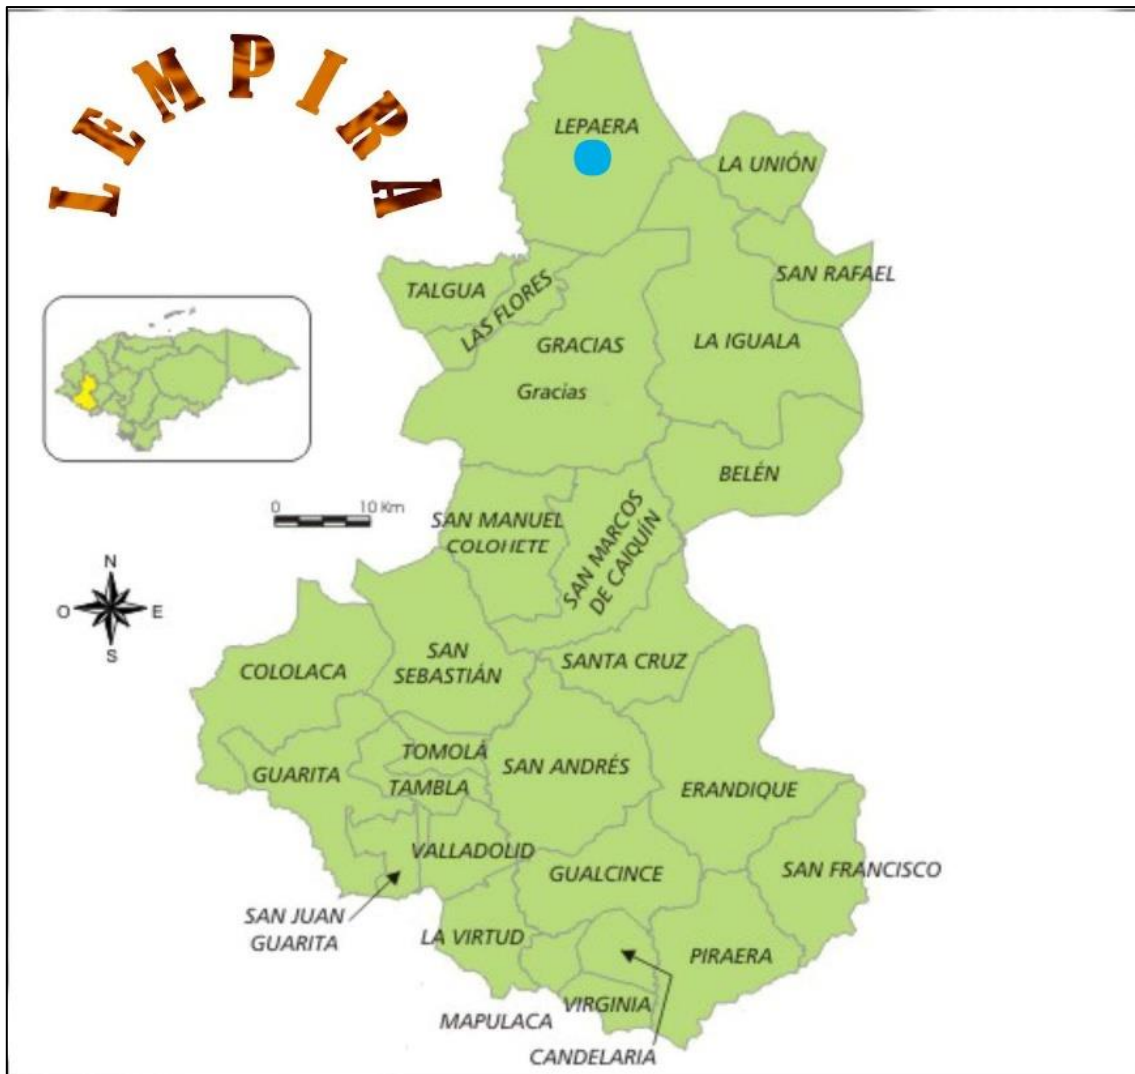 LEMPIRA
LEPAERA
LA UNIÓN
SAN RAFAEL
TALGUA
LAS FLORES
GRACIAS
LA IGUALA
Gracias
BELÉN
0 10 Km
SAN MANUEL
COLOHETE
SAN MARCOS
DE CAIQUÍN
N
O E
S
COLOLACA
SAN
SEBASTIÁN
SANTA CRUZ
TOMOLÁ
GUARITA
SAN ANDRÉS
TAMBLA
ERANDIQUE
VALLADOLID
GUALCINCE
SAN FRANCISCO
SAN JUAN
GUARITA
LA VIRTUD
PIRAERA
VIRGINIA
MAPULACA
CANDELARIA